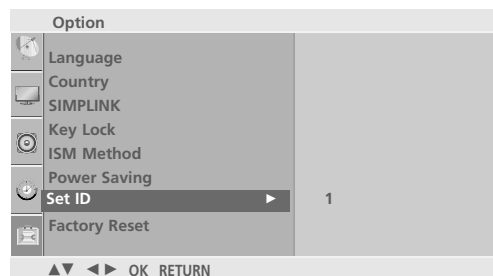 Option
Language
Country
SIMPLINK
Key Lock
ISM Method
Power Saving
Set ID ► 1
Factory Reset
▲▼ ◄► OK RETURN